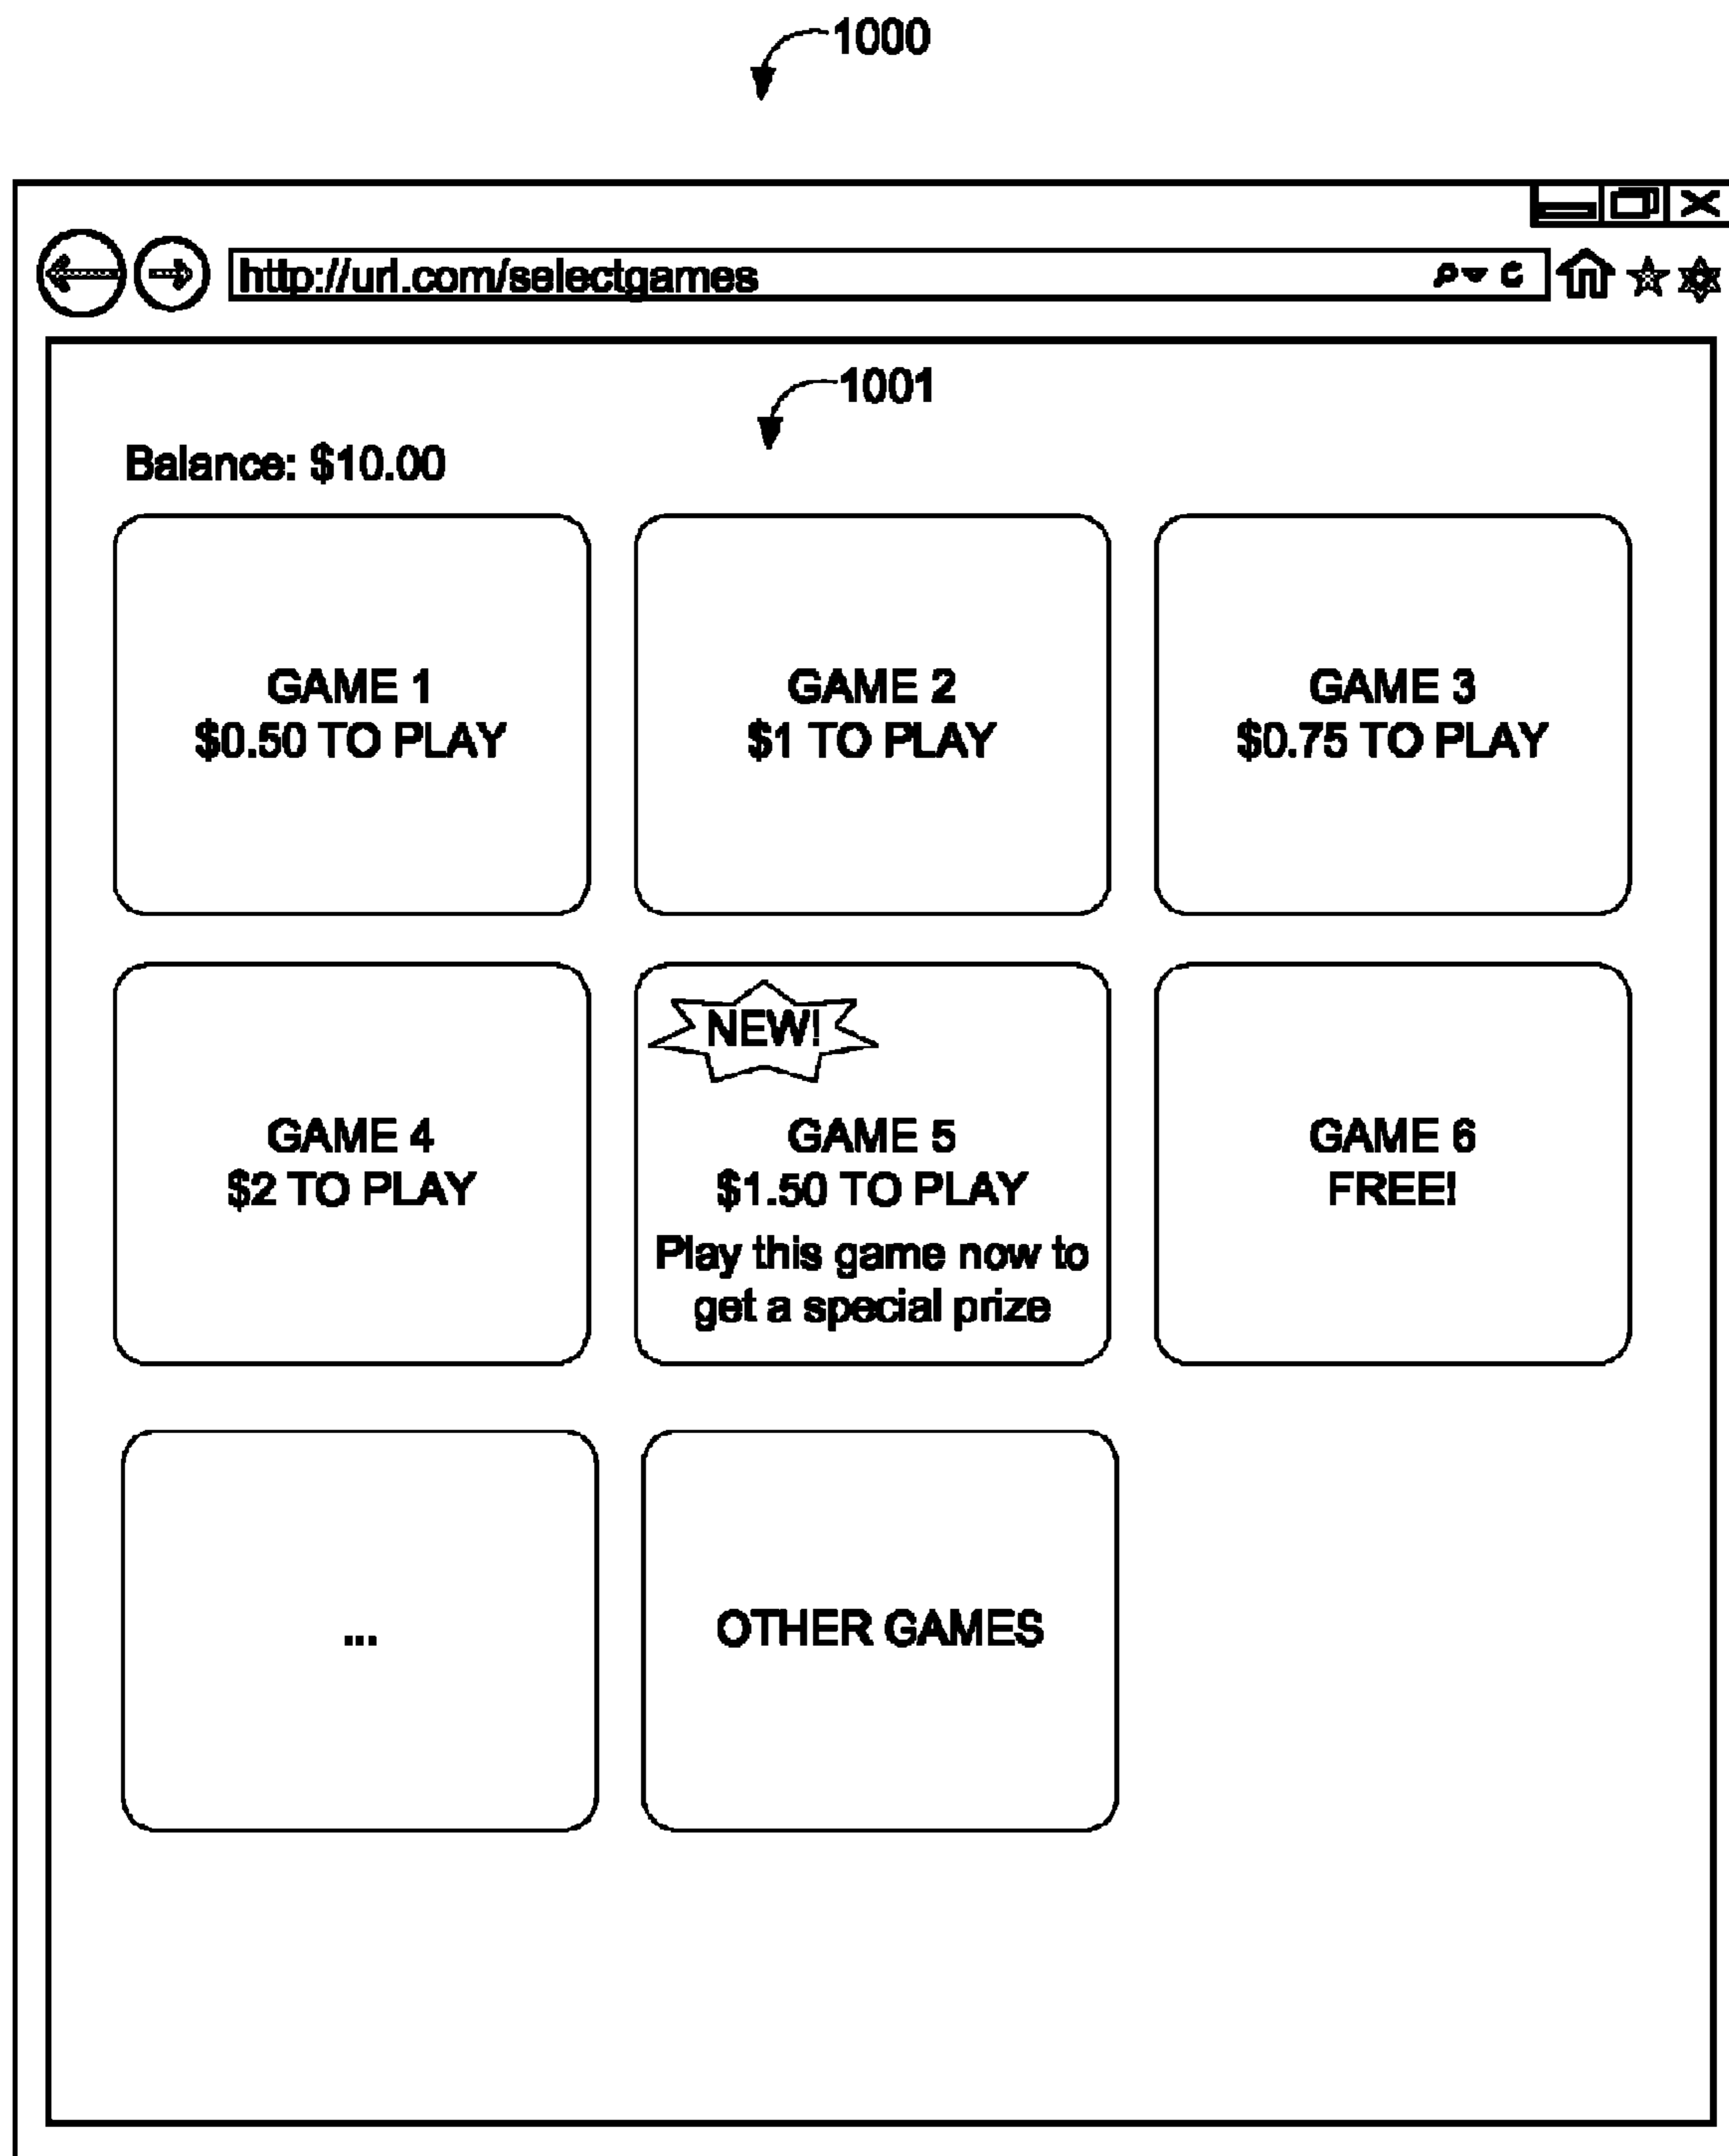 1000
http://url.com/selectgames
1001
Balance: $10.00
GAME 1
$0.50 TO PLAY
GAME 2
$1 TO PLAY
GAME 3
$0.75 TO PLAY
GAME 4
$2 TO PLAY
NEW!
GAME 5
$1.50 TO PLAY
Play this game now to
get a special prize
GAME 6
FREE!
...
OTHER GAMES